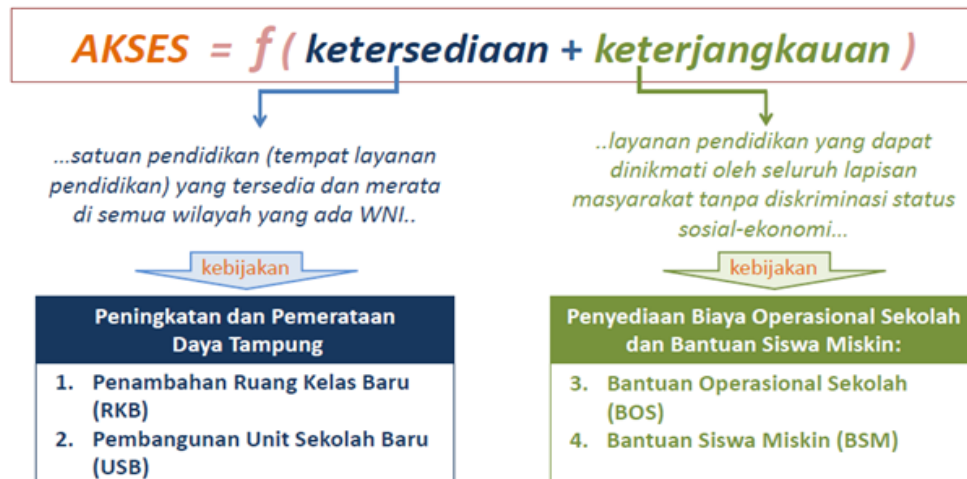 AKSES = f ( ketersediaan + keterjangkauan )
...satuan pendidikan (tempat layanan
pendidikan) yang tersedia dan merata
di semua wilayah yang ada WNI..
kebijakan
Peningkatan dan Pemerataan
Daya Tampung
1. Penambahan Ruang Kelas Baru
(RKB)
2. Pembangunan Unit Sekolah Baru
(USB)
..layanan pendidikan yang dapat
dinikmati oleh seluruh lapisan
masyarakat tanpa diskriminasi status
sosial-ekonomi...
kebijakan
Penyediaan Biaya Operasional Sekolah
dan Bantuan Siswa Miskin:
3. Bantuan Operasional Sekolah
(BOS)
4. Bantuan Siswa Miskin (BSM)